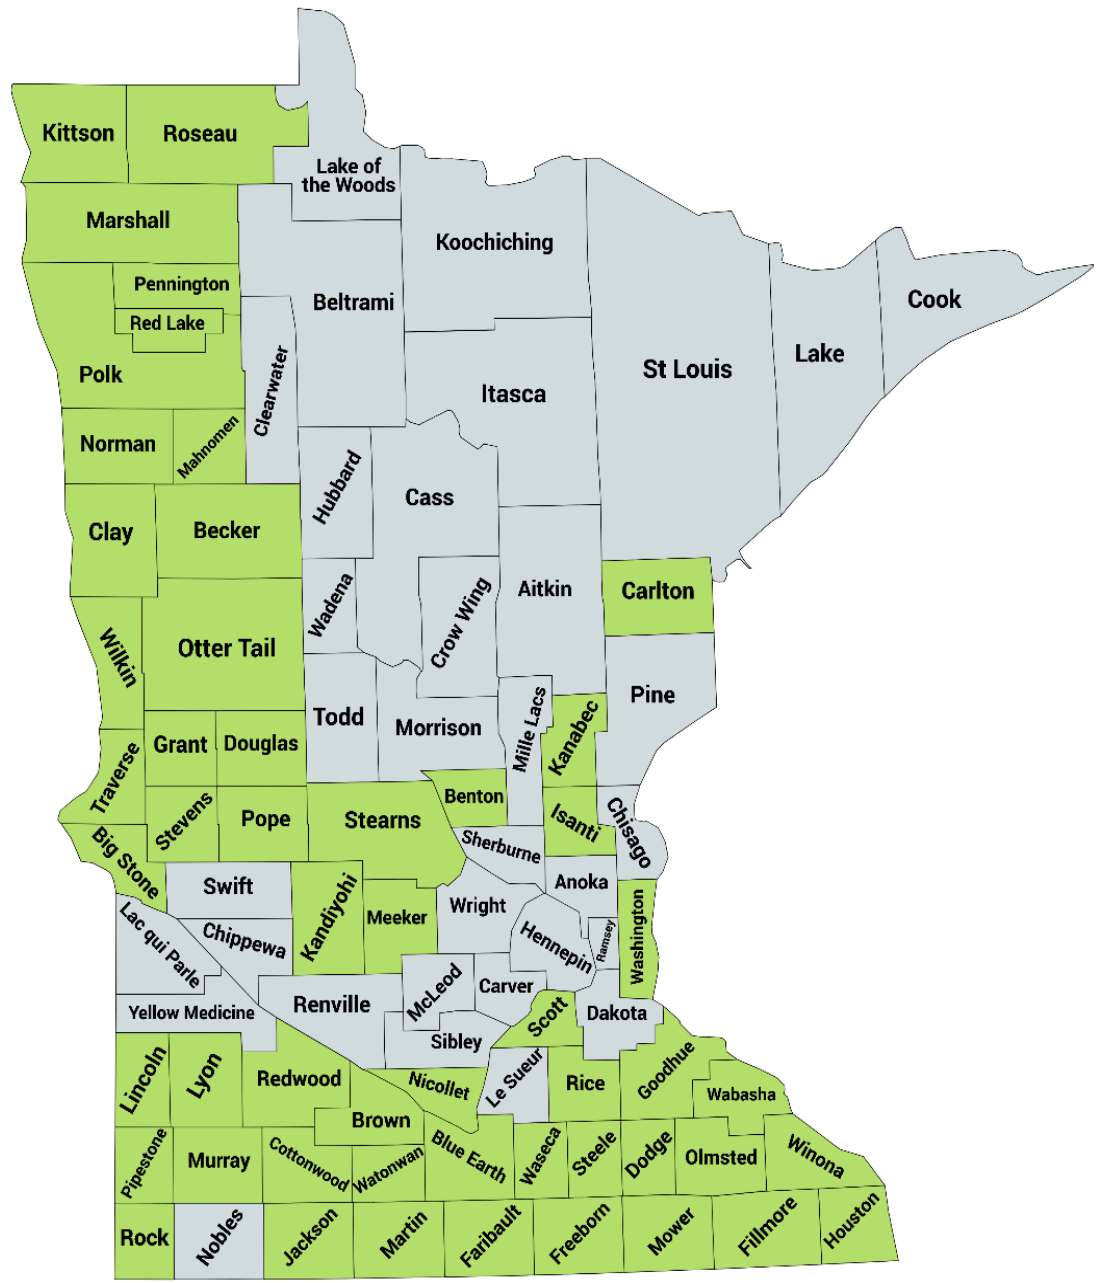 Kittson
Roseau
Lake of
the Woods
Marshall
Koochiching
Pennington
Beltrami
Cook
Red Lake
Lake
St Louis
Polk
Clearwater
Itasca
Norman
Mahnomen
Hubbard
Cass
Clay
Becker
Aitkin
Carlton
Wadena
Crow Wing
Wilkin
Otter Tail
Pine
Todd
Morrison
Mille Lacs
Kanabec
Grant
Douglas
Traverse
Benton
Stevens
Pope
Stearns
Isanti
Chisago
Big Stone
Sherburne
Swift
Anoka
Kandiyohi
Meeker
Wright
Washington
Lac qui Parle
Chippewa
Hennepin
Ramsey
Renville
McLeod
Carver
Yellow Medicine
Scott
Dakota
Sibley
Lincoln
Lyon
Redwood
Nicollet
Le Sueur
Rice
Goodhue
Wabasha
Brown
Pipestone
Murray
Cottonwood
Watonwan
Blue Earth
Waseca
Steele
Dodge
Olmsted
Winona
Rock
Nobles
Jackson
Martin
Faribault
Freeborn
Mower
Fillmore
Houston